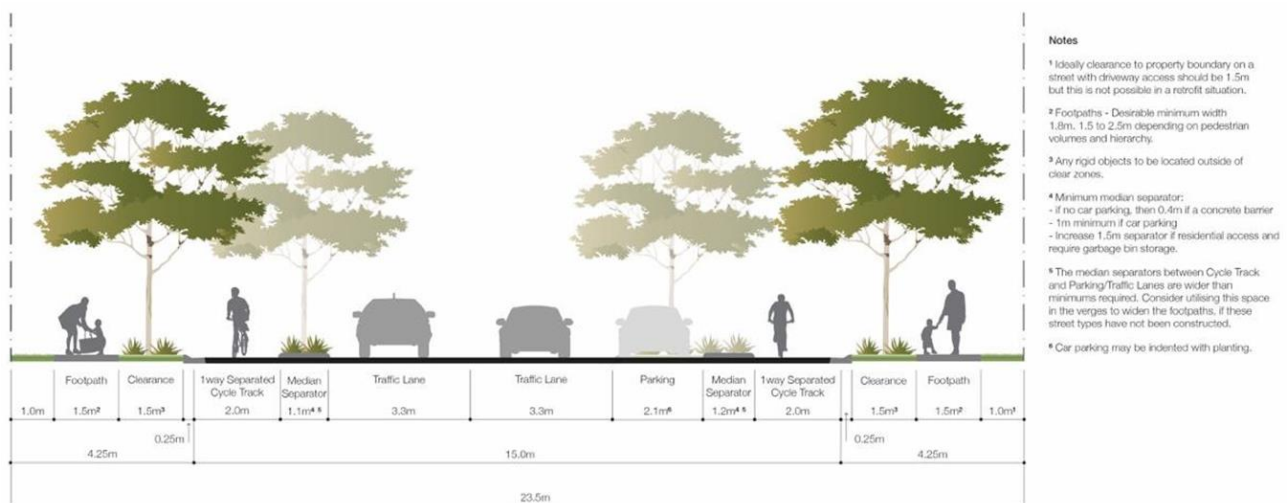 Notes
¹ Ideally clearance to property boundary on a
street with driveway access should be 1.5m
but this is not possible in a retrofit situation.
² Footpaths - Desirable minimum width
1.8m. 1.5 to 2.5m depending on pedestrian
volumes and hierarchy.
³ Any rigid objects to be located outside of
clear zones.
⁴ Minimum median separator:
- if no car parking, then 0.4m if a concrete barrier
- 1m minimum if car parking
- Increase 1.5m separator if residential access and
require garbage bin storage.
⁵ The median separators between Cycle Track
and Parking/Traffic Lanes are wider than
minimums required. Consider utilising this space
in the verges to widen the footpaths, if these
street types have not been constructed.
⁶ Car parking may be indented with planting.
Footpath Clearance 1way Separated Median Traffic Lane Traffic Lane Parking Median 1way Separated Clearance Footpath
Cycle Track Separator Separator Cycle Track
1.0m 1.5m² 1.5m³ 2.0m 1.1m⁴ ⁵ 3.3m 3.3m 2.1m⁶ 1.2m⁴ ⁵ 2.0m 1.5m³ 1.5m² 1.0m¹
0.25m 0.25m
4.25m 15.0m 4.25m
23.5m